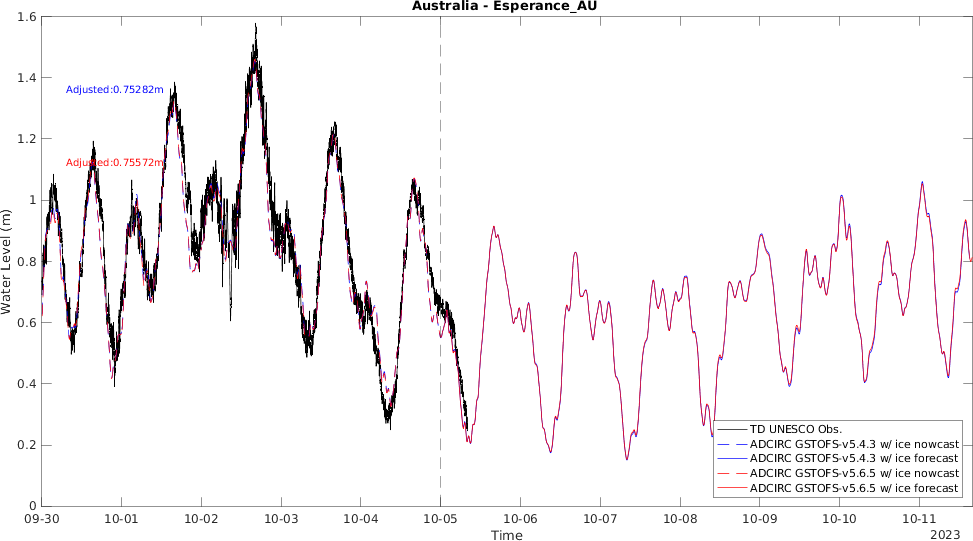 Australia - Esperance_AU
1.6
1.4
1.2
1
0.8
0.6
0.4
0.2
0
Water Level (m)
Adjusted:0.75282m
Adjusted:0.75572m
TD UNESCO Obs.
ADCIRC GSTOFS-v5.4.3 w/ ice nowcast
ADCIRC GSTOFS-v5.4.3 w/ ice forecast
ADCIRC GSTOFS-v5.6.5 w/ ice nowcast
ADCIRC GSTOFS-v5.6.5 w/ ice forecast
09-30 10-01 10-02 10-03 10-04 10-05 10-06 10-07 10-08 10-09 10-10 10-11
Time
2023